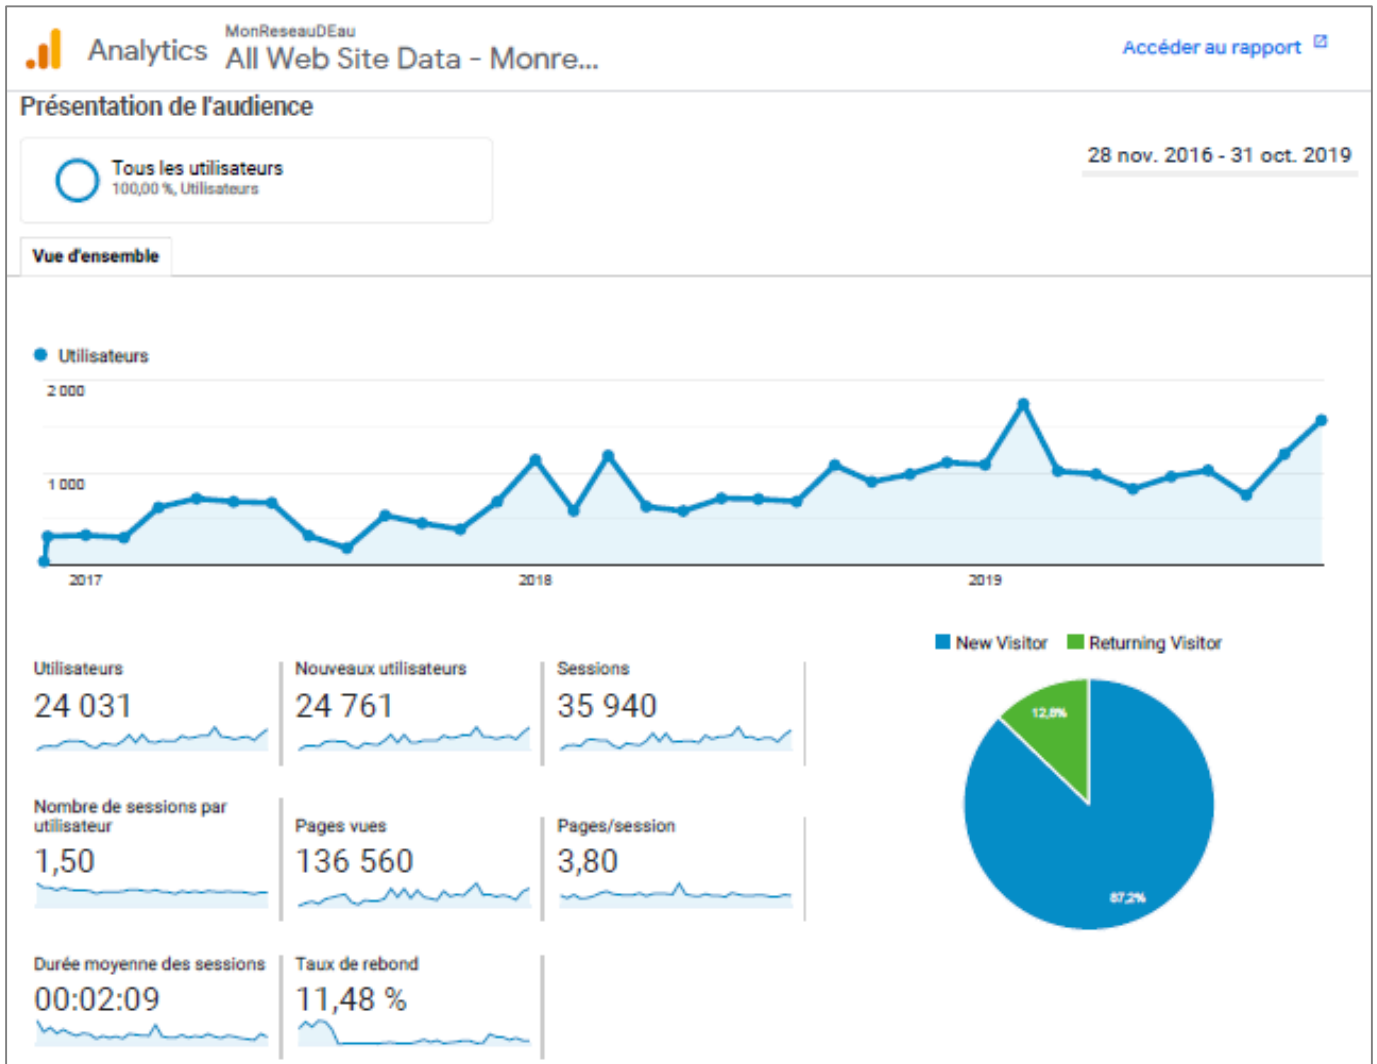 Analytics
MonReseauDEau
All Web Site Data - Monre...
Accéder au rapport
Présentation de l'audience
Tous les utilisateurs
100,00 %, Utilisateurs
28 nov. 2016 - 31 oct. 2019
Vue d'ensemble
Utilisateurs
2 000
1 000
2017
2018
2019
New Visitor
Returning Visitor
12,8%
87,2%
Utilisateurs
24 031
Nouveaux utilisateurs
24 761
Sessions
35 940
Nombre de sessions par
utilisateur
1,50
Pages vues
136 560
Pages/session
3,80
Durée moyenne des sessions
00:02:09
Taux de rebond
11,48 %